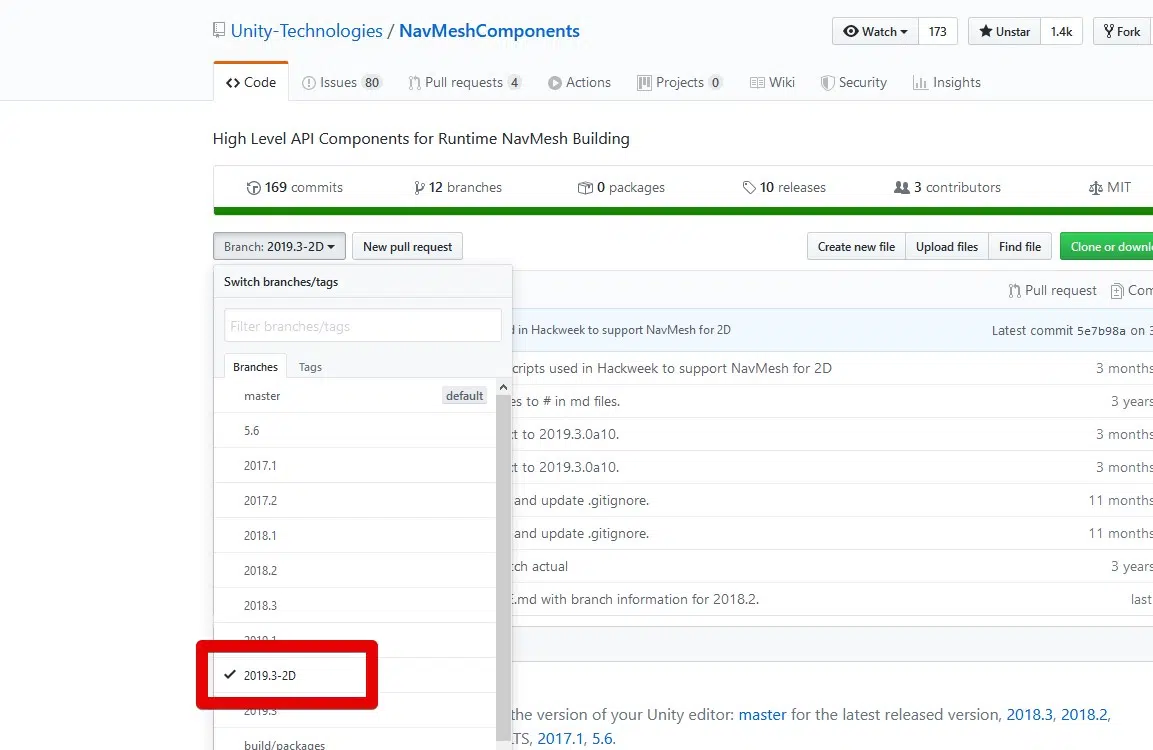 Unity-Technologies / NavMeshComponents
Watch 173 Unstar 1.4k Fork
Code Issues 80 Pull requests 4 Actions Projects 0 Wiki Security Insights
High Level API Components for Runtime NavMesh Building
169 commits 12 branches 0 packages 10 releases 3 contributors MIT
Branch: 2019.3-2D New pull request Create new file Upload files Find file Clone or downl
Switch branches/tags
Pull request Com
Filter branches/tags
in Hackweek to support NavMesh for 2D Latest commit 5e7b98a on 3
Branches Tags
cripts used in Hackweek to support NavMesh for 2D 3 months
master default
es to # in md files. 3 years
5.6
ct to 2019.3.0a10. 3 months
2017.1
ct to 2019.3.0a10. 3 months
2017.2
and update .gitignore. 11 months
2018.1
and update .gitignore. 11 months
2018.2
tch actual 3 years
2018.3
E.md with branch information for 2018.2. last
2019.1
2019.3-2D
2019.3
the version of your Unity editor: master for the latest released version, 2018.3, 2018.2,
build/packages
LTS, 2017.1, 5.6.